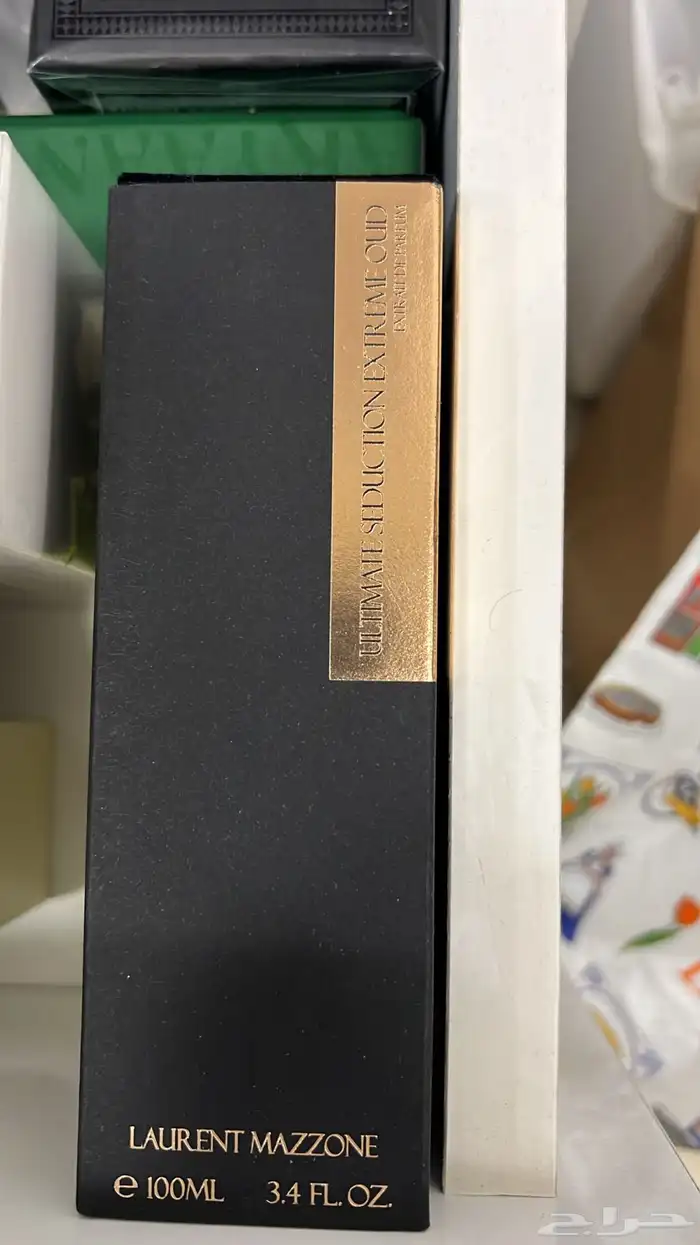 ULTIMATE SEDUCTION EXTREME OUD
EXTRAIT DE PARFUM
LAURENT MAZZONE
e 100ML 3.4 FL. OZ.
حراج